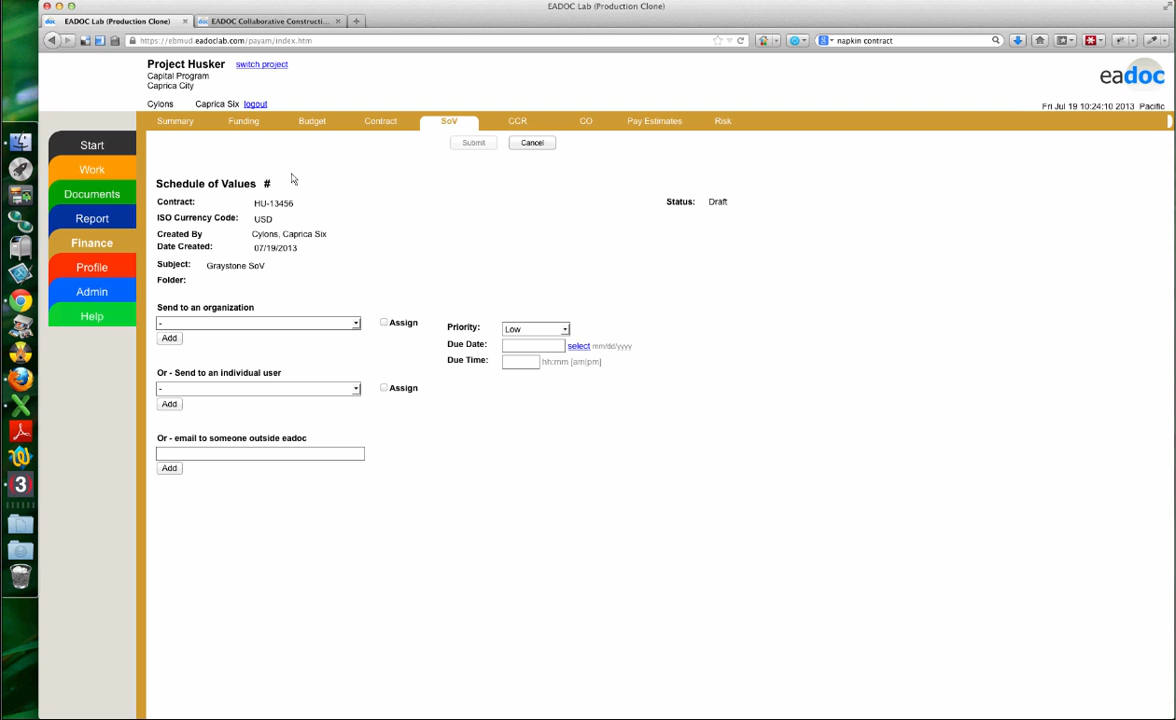 EADOC Lab (Production Clone)
EADOC Lab (Production Clone) × EADOC Collaborative Constructi... × +
https://ebmud.eadoclab.com/payam/index.htm napkin contract
Project Husker switch project
Capital Program
Caprica City
eadoc
Cylons Caprica Six logout
Fri Jul 19 10:24:10 2013 Pacific
Summary Funding Budget Contract SoV CCR CO Pay Estimates Risk
Submit Cancel
Start
Work
Documents
Report
Finance
Profile
Admin
Help
Schedule of Values #
Contract: HU-13456 Status: Draft
ISO Currency Code: USD
Created By Cylons, Caprica Six
Date Created: 07/19/2013
Subject: Graystone SoV
Folder:
Send to an organization
- Assign
Add
Priority: Low
Due Date: select mm/dd/yyyy
Due Time: hh:mm [am|pm]
Or - Send to an individual user
- Assign
Add
Or - email to someone outside eadoc
Add